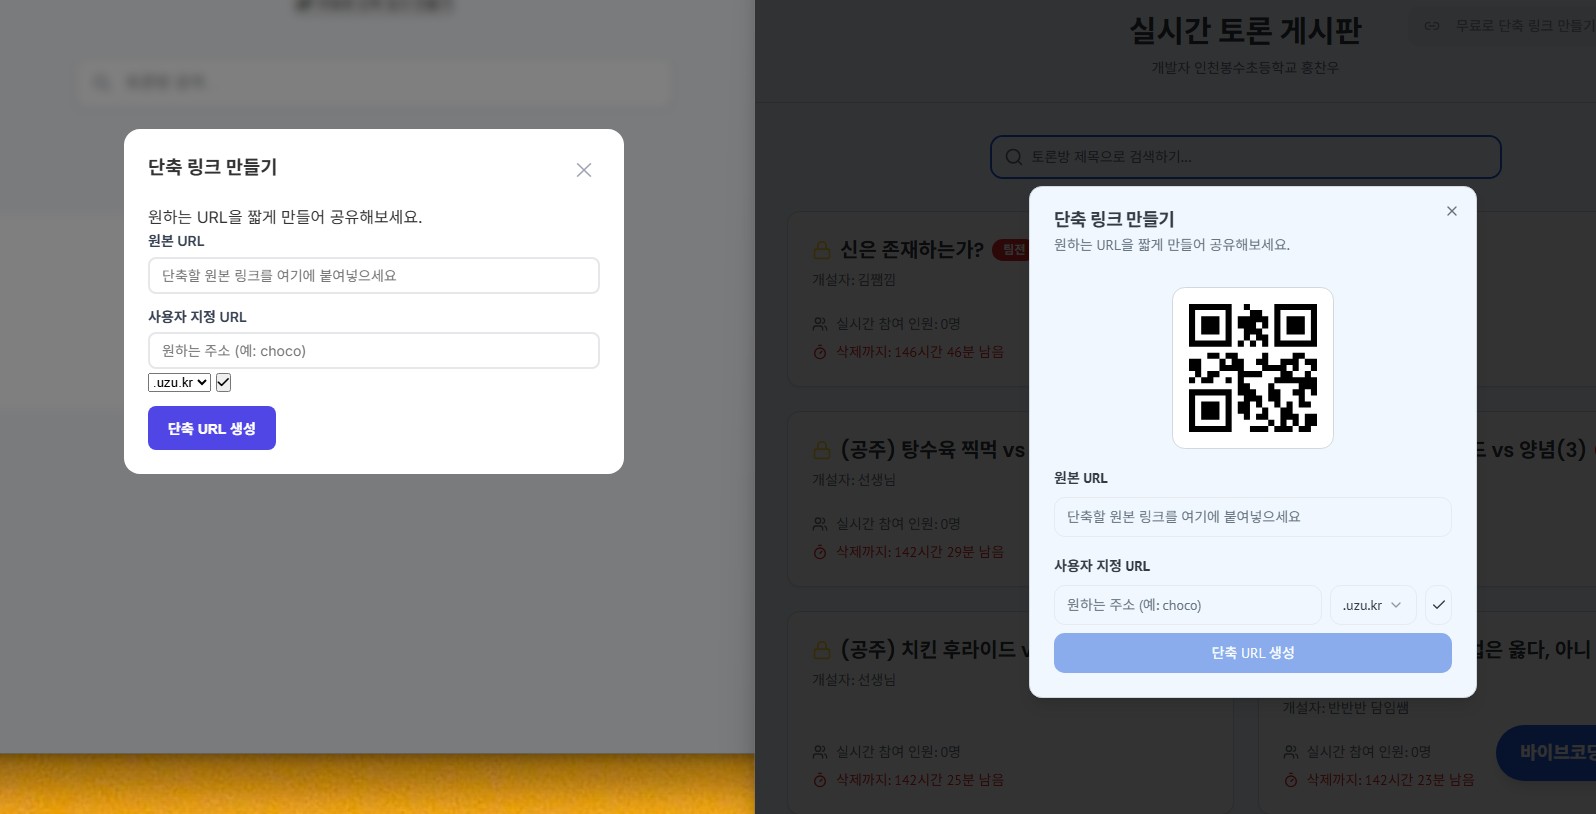 단축 링크 만들기
원하는 URL을 짧게 만들어 공유해보세요.
원본 URL
단축할 원본 링크를 여기에 붙여넣으세요
사용자 지정 URL
원하는 주소 (예: choco)
.uzu.kr
단축 URL 생성
실시간 토론 게시판
무료로 단축 링크 만들기
개발자 인천봉수초등학교 홍찬우
토론방 제목으로 검색하기...
신은 존재하는가? 팀전
개설자: 김쨈낌
실시간 참여 인원: 0명
삭제까지: 146시간 46분 남음
(공주) 탕수육 찍먹 vs
개설자: 선생님
실시간 참여 인원: 0명
삭제까지: 142시간 29분 남음
(공주) 치킨 후라이드 v
개설자: 선생님
실시간 참여 인원: 0명
삭제까지: 142시간 25분 남음
단축 링크 만들기
원하는 URL을 짧게 만들어 공유해보세요.
원본 URL
단축할 원본 링크를 여기에 붙여넣으세요
사용자 지정 URL
원하는 주소 (예: choco)
.uzu.kr
단축 URL 생성
드 vs 양념(3)
법은 옳다, 아니
개설자: 반반반 담임쌤
실시간 참여 인원: 0명
삭제까지: 142시간 23분 남음
바이브코딩